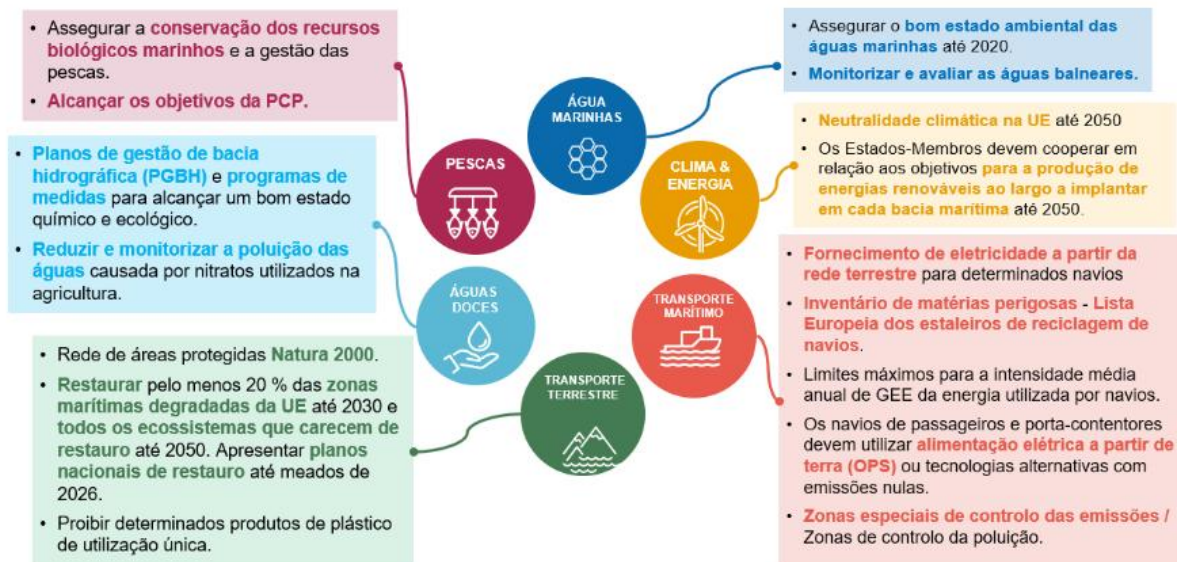 • Assegurar a conservação dos recursos
biológicos marinhos e a gestão das
pescas.
• Alcançar os objetivos da PCP.
• Planos de gestão de bacia
hidrográfica (PGBH) e programas de
medidas para alcançar um bom estado
químico e ecológico.
• Reduzir e monitorizar a poluição das
águas causada por nitratos utilizados na
agricultura.
• Rede de áreas protegidas Natura 2000.
• Restaurar pelo menos 20 % das zonas
marítimas degradadas da UE até 2030 e
todos os ecossistemas que carecem de
restauro até 2050. Apresentar planos
nacionais de restauro até meados de
2026.
• Proibir determinados produtos de plástico
de utilização única.
ÁGUA
MARINHAS
PESCAS
CLIMA &
ENERGIA
ÁGUAS
DOCES
TRANSPORTE
MARÍTIMO
TRANSPORTE
TERRESTRE
• Assegurar o bom estado ambiental das
águas marinhas até 2020.
• Monitorizar e avaliar as águas balneares.
• Neutralidade climática na UE até 2050
• Os Estados-Membros devem cooperar em
relação aos objetivos para a produção de
energias renováveis ao largo a implantar
em cada bacia marítima até 2050.
• Fornecimento de eletricidade a partir da
rede terrestre para determinados navios
• Inventário de matérias perigosas - Lista
Europeia dos estaleiros de reciclagem de
navios.
• Limites máximos para a intensidade média
anual de GEE da energia utilizada por navios.
• Os navios de passageiros e porta-contentores
devem utilizar alimentação elétrica a partir de
terra (OPS) ou tecnologias alternativas com
emissões nulas.
• Zonas especiais de controlo das emissões /
Zonas de controlo da poluição.